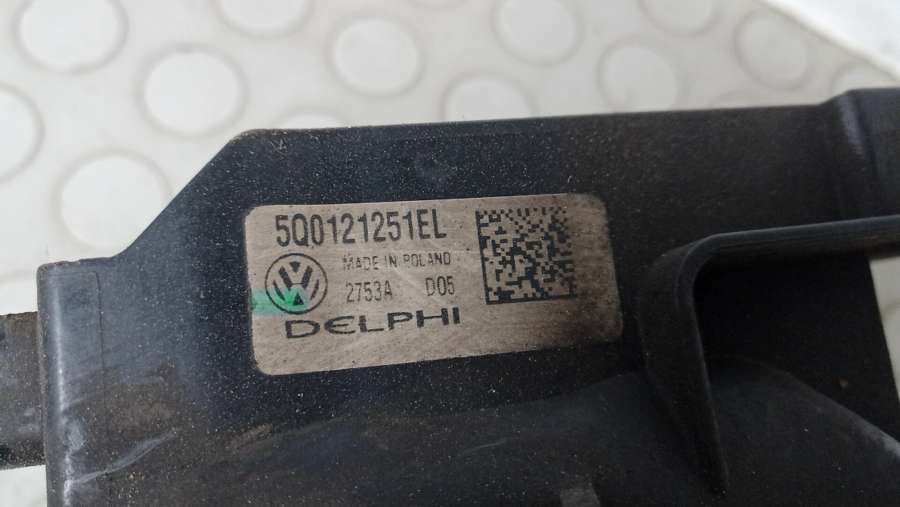 5Q0121251EL
MADE IN POLAND
2753A D05
DELPHI